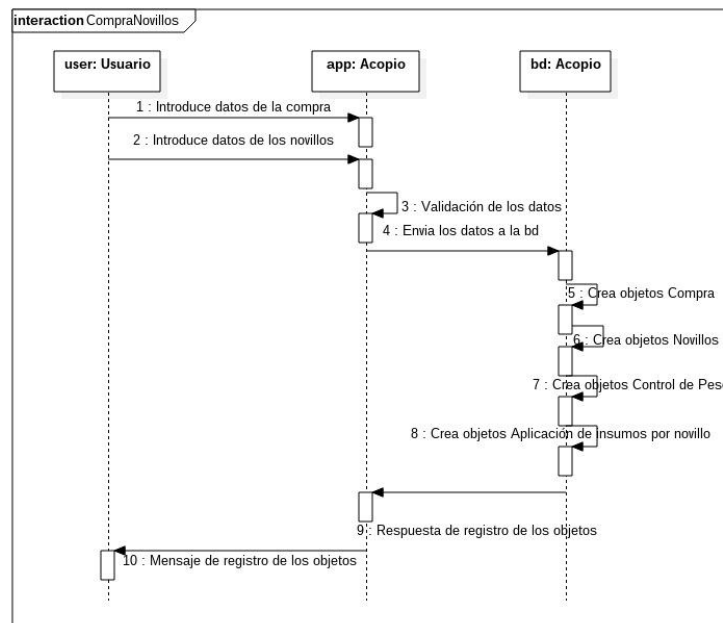 interaction CompraNovillos
user: Usuario
app: Acopio
bd: Acopio
1 : Introduce datos de la compra
2 : Introduce datos de los novillos
3 : Validación de los datos
4 : Envia los datos a la bd
5 : Crea objetos Compra
6 : Crea objetos Novillos
7 : Crea objetos Control de Peso
8 : Crea objetos Aplicación de insumos por novillo
9 : Respuesta de registro de los objetos
10 : Mensaje de registro de los objetos